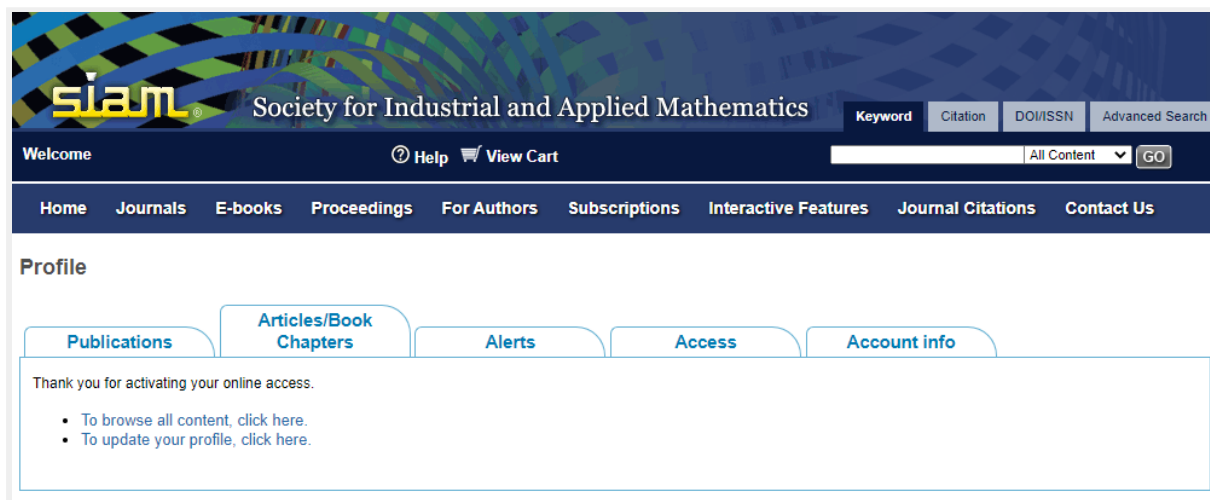 siam ®
Society for Industrial and Applied Mathematics
Keyword Citation DOI/ISSN Advanced Search
Welcome ? Help View Cart All Content GO
Home Journals E-books Proceedings For Authors Subscriptions Interactive Features Journal Citations Contact Us
Profile
Publications Articles/Book Chapters Alerts Access Account info
Thank you for activating your online access.
• To browse all content, click here.
• To update your profile, click here.